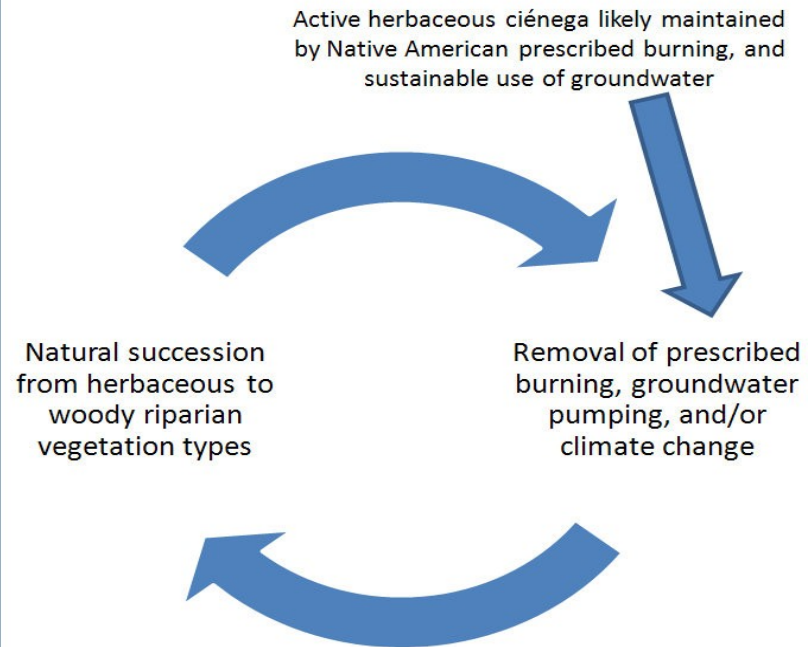 Active herbaceous ciénega likely maintained
by Native American prescribed burning, and
sustainable use of groundwater
Natural succession
from herbaceous to
woody riparian
vegetation types
Removal of prescribed
burning, groundwater
pumping, and/or
climate change